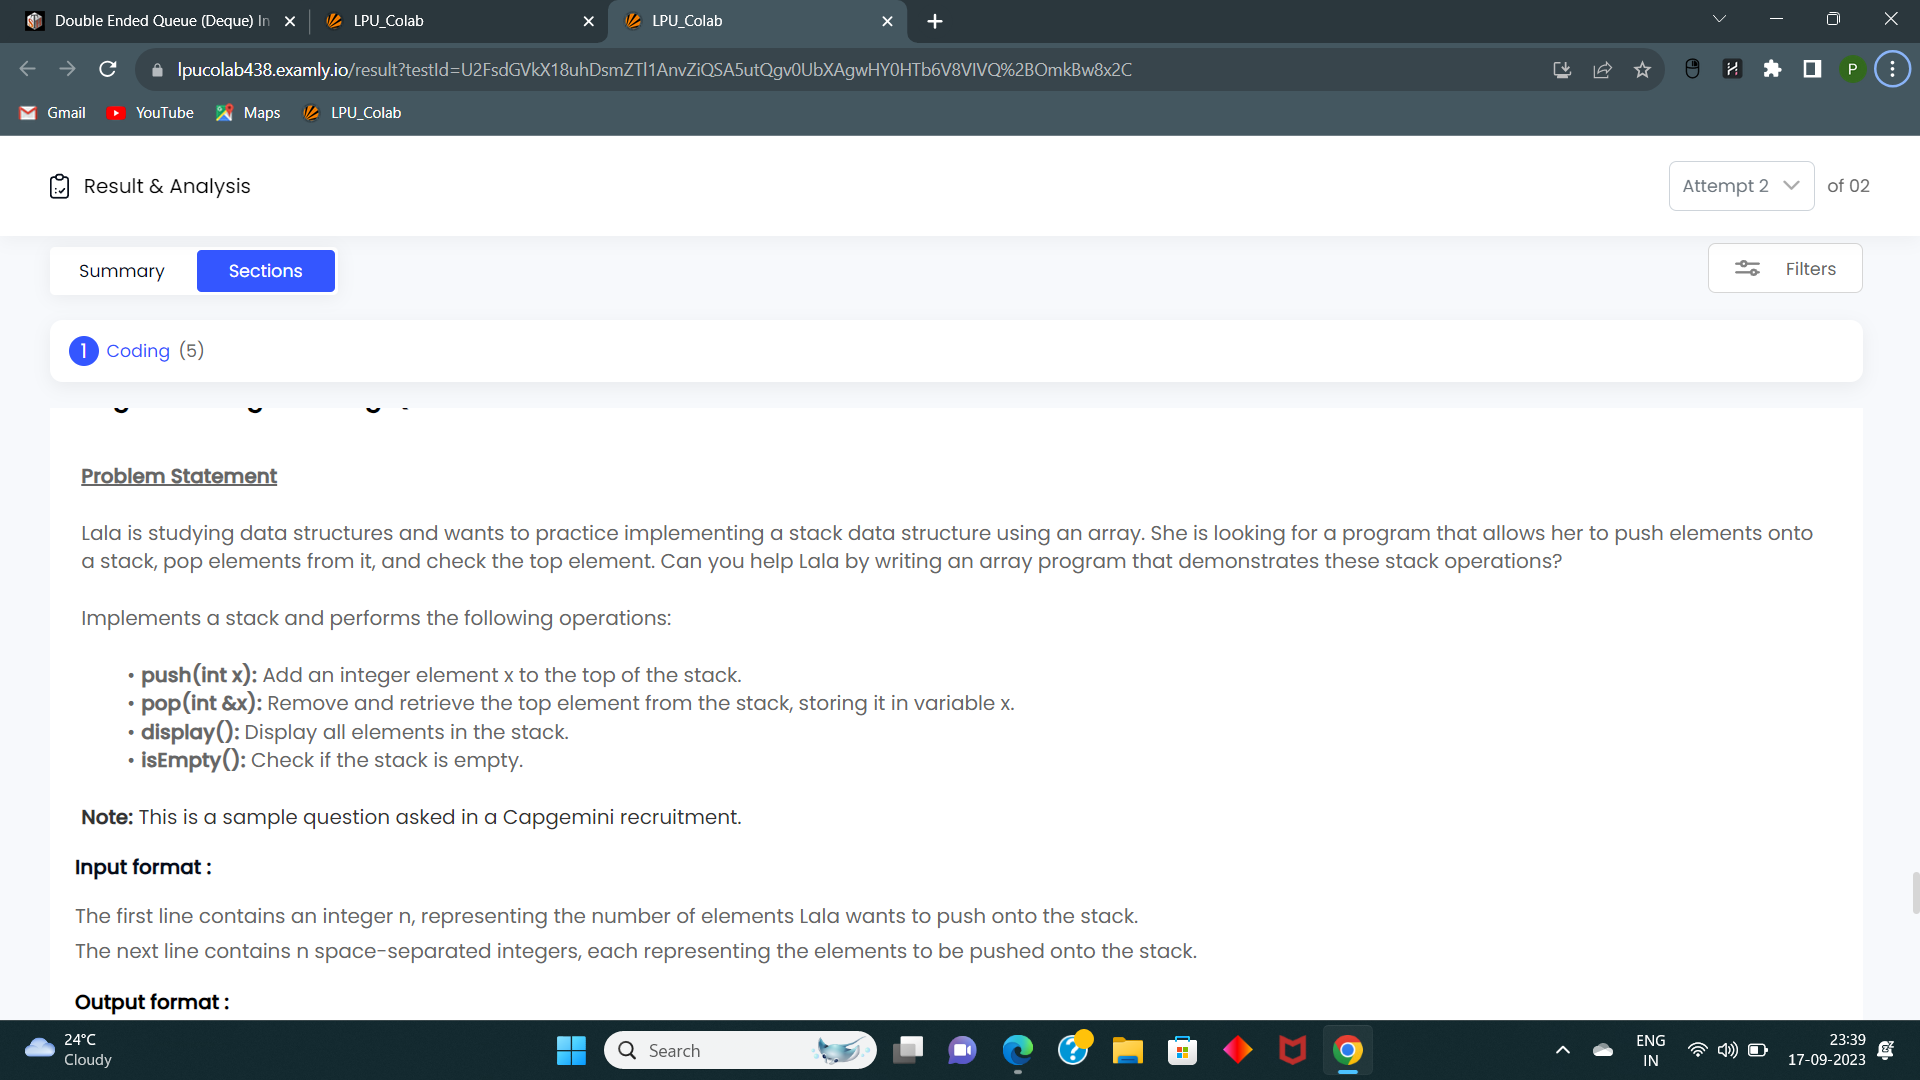 Double Ended Queue (Deque) In
LPU_Colab
LPU_Colab
lpucolab438.examly.io/result?testId=U2FsdGVkX18uhDsmZTl1AnvZiQSA5utQgv0UbXAgwHY0HTb6V8VlVQ%2BOmkBw8x2C
P
Gmail
YouTube
Maps
LPU_Colab
Result & Analysis
Attempt 2
of 02
Summary
Sections
Filters
1 Coding (5)
Problem Statement
Lala is studying data structures and wants to practice implementing a stack data structure using an array. She is looking for a program that allows her to push elements onto
a stack, pop elements from it, and check the top element. Can you help Lala by writing an array program that demonstrates these stack operations?
Implements a stack and performs the following operations:
• push(int x): Add an integer element x to the top of the stack.
• pop(int &x): Remove and retrieve the top element from the stack, storing it in variable x.
• display(): Display all elements in the stack.
• isEmpty(): Check if the stack is empty.
Note: This is a sample question asked in a Capgemini recruitment.
Input format :
The first line contains an integer n, representing the number of elements Lala wants to push onto the stack.
The next line contains n space-separated integers, each representing the elements to be pushed onto the stack.
Output format :
24°C
Cloudy
Search
ENG
IN
23:39
17-09-2023